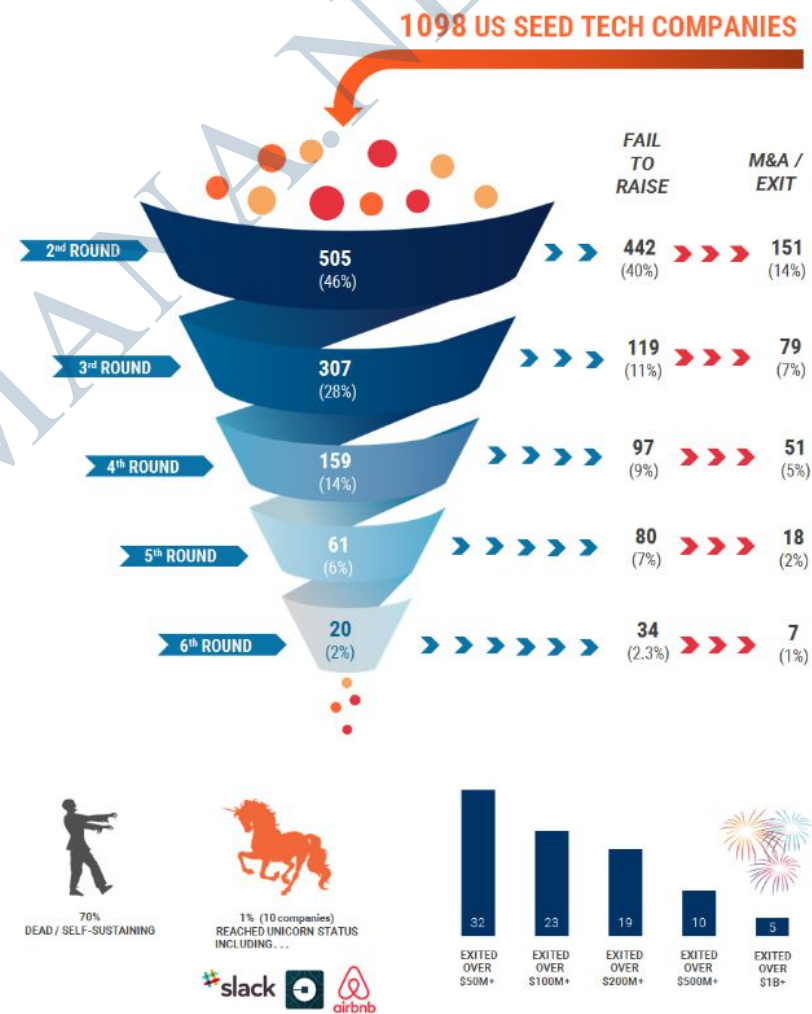 1098 US SEED TECH COMPANIES
FAIL
TO
RAISE
M&A /
EXIT
2nd ROUND
505
(46%)
442
(40%)
151
(14%)
3rd ROUND
307
(28%)
119
(11%)
79
(7%)
4th ROUND
159
(14%)
97
(9%)
51
(5%)
5th ROUND
61
(6%)
80
(7%)
18
(2%)
6th ROUND
20
(2%)
34
(2.3%)
7
(1%)
70%
DEAD / SELF-SUSTAINING
1% (10 companies)
REACHED UNICORN STATUS
INCLUDING...
slack
airbnb
32
23
19
10
5
EXITED
OVER
$50M+
EXITED
OVER
$100M+
EXITED
OVER
$200M+
EXITED
OVER
$500M+
EXITED
OVER
$1B+